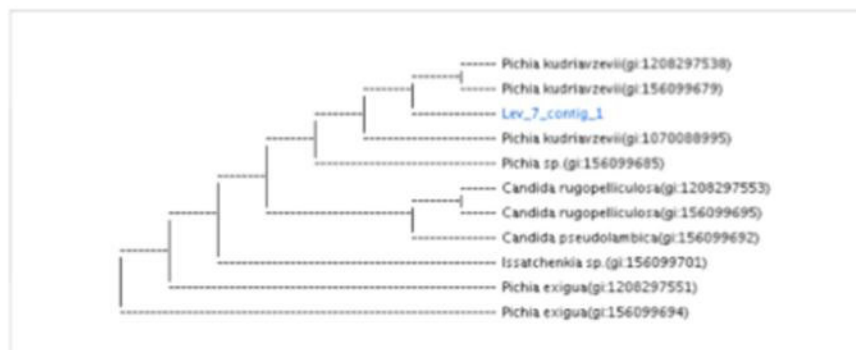 Pichia kudriavzevii(gi:1208297538)
Pichia kudriavzevii(gi:156099679)
Lev_7_contig_1
Pichia kudriavzevii(gi:1070088995)
Pichia sp.(gi:156099685)
Candida rugopelliculosa(gi:1208297553)
Candida rugopelliculosa(gi:156099695)
Candida pseudolambica(gi:156099692)
Issatchenkia sp.(gi:156099701)
Pichia exigua(gi:1208297551)
Pichia exigua(gi:156099694)